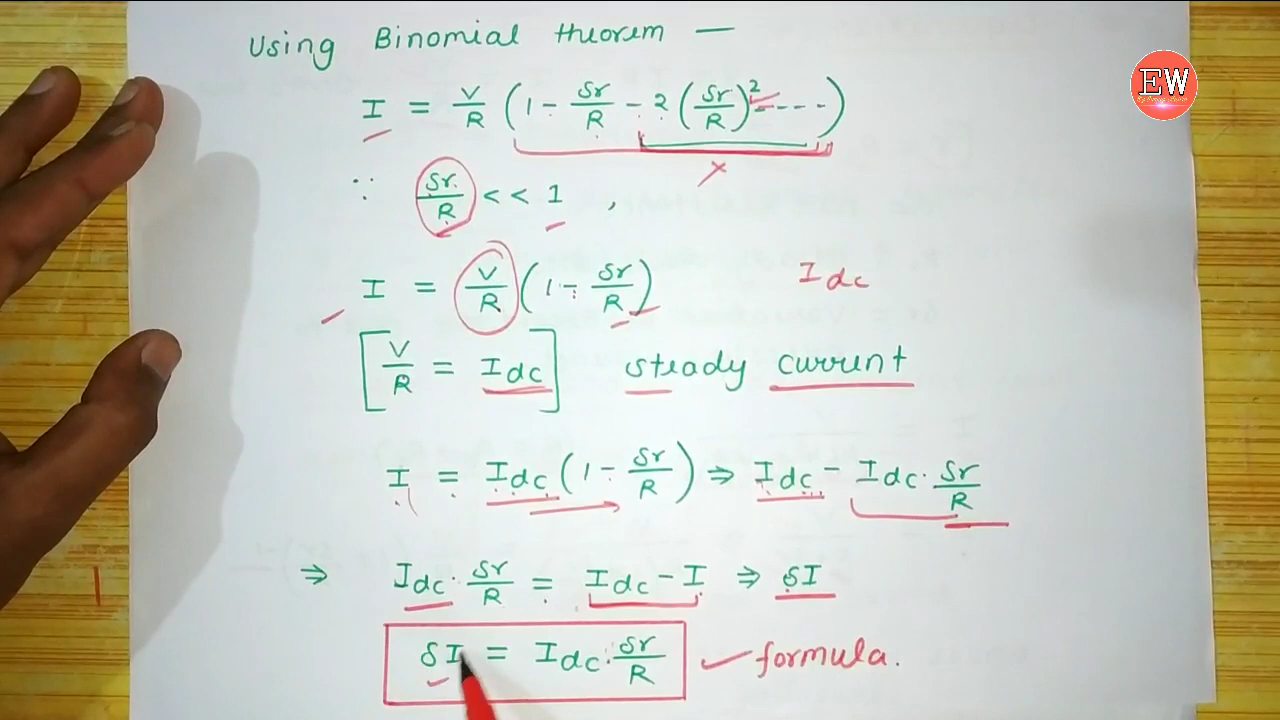 Using Binomial theorem —
EW
I = V/R (1 - δr/R - 2 (δr/R)² - - - -)
∵ δr/R << 1 ,
I = V/R (1 - δr/R)
Idc
[V/R = Idc] steady current
I = Idc (1 - δr/R) ⇒ Idc - Idc · δr/R
⇒ Idc · δr/R = Idc - I ⇒ δI
δI = Idc · δr/R ✓ formula.